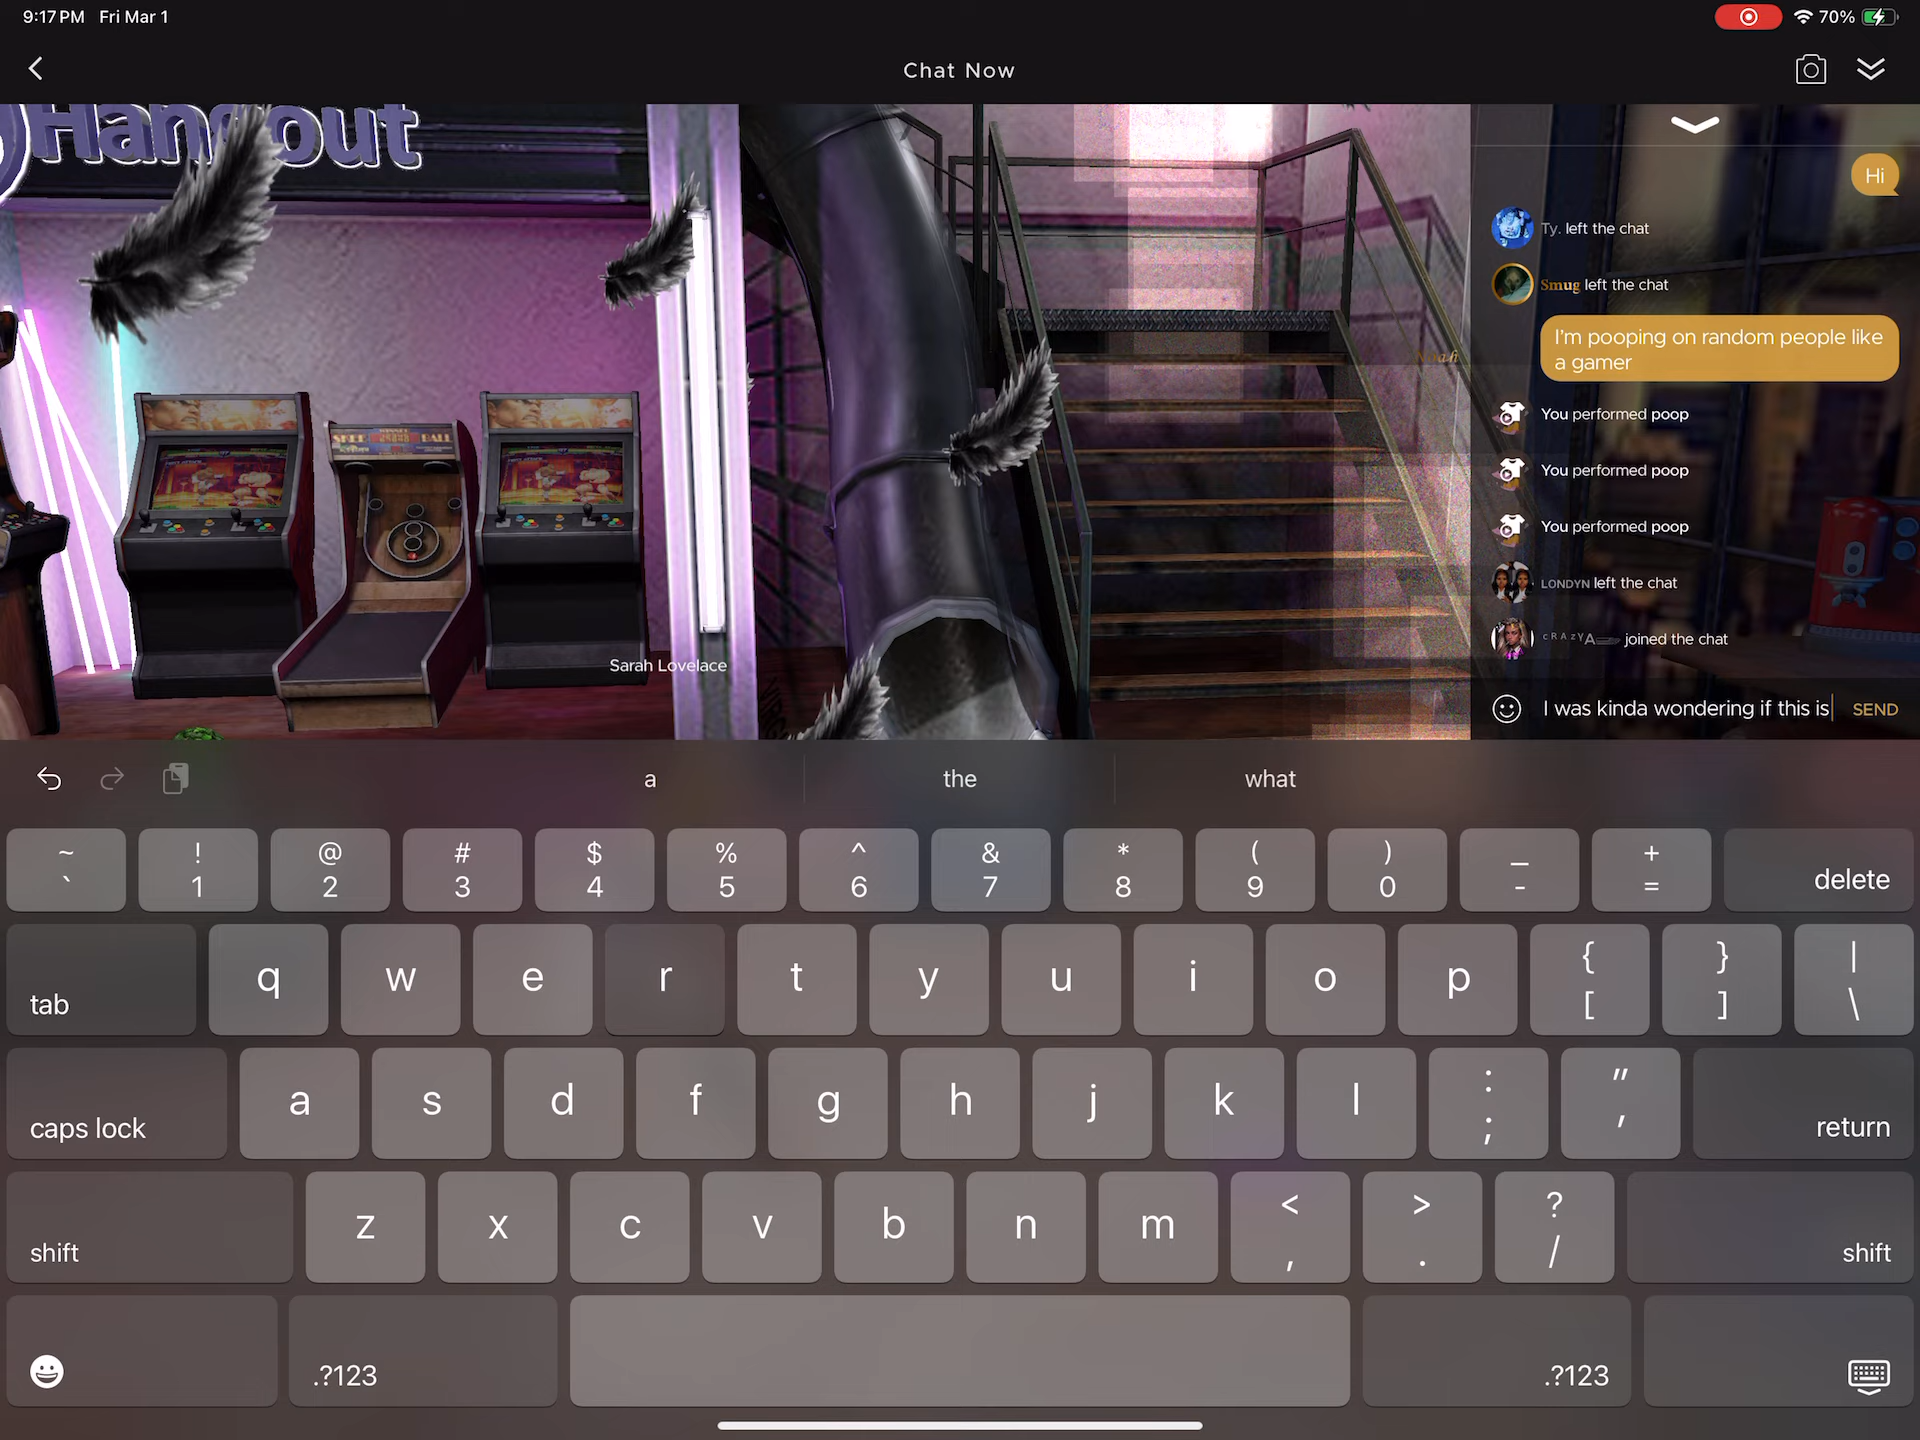 9:17 PM Fri Mar 1
70%
Chat Now
Hangout
Hi
Ty. left the chat
Smug left the chat
I'm pooping on random people like
a gamer
Noah
You performed poop
You performed poop
You performed poop
LONDYN left the chat
cRAzYA joined the chat
Sarah Lovelace
I was kinda wondering if this is SEND
a the what
~ ! @ # $ % ^ & * ( ) _ +
` 1 2 3 4 5 6 7 8 9 0 - = delete
tab q w e r t y u i o p { [ } ] | \
caps lock a s d f g h j k l : ; " ' return
shift z x c v b n m < , > . ? / shift
.?123 .?123